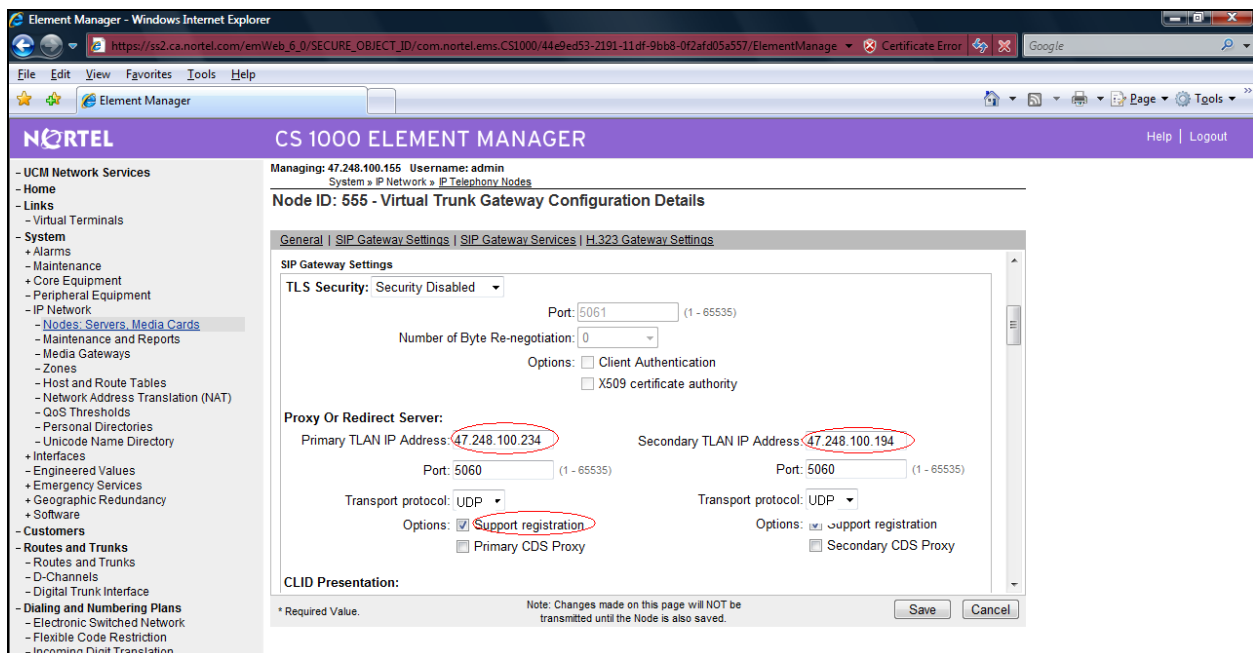 Element Manager - Windows Internet Explorer
https://ss2.ca.nortel.com/emWeb_6_0/SECURE_OBJECT_ID/com.nortel.ems.CS1000/44e9ed53-2191-11df-9bb8-0f2afd05a557/ElementManage Certificate Error Google
File Edit View Favorites Tools Help
Element Manager Page Tools »
NORTEL CS 1000 ELEMENT MANAGER Help | Logout
- UCM Network Services
- Home
- Links
- Virtual Terminals
- System
+ Alarms
- Maintenance
+ Core Equipment
- Peripheral Equipment
- IP Network
- Nodes: Servers, Media Cards
- Maintenance and Reports
- Media Gateways
- Zones
- Host and Route Tables
- Network Address Translation (NAT)
- QoS Thresholds
- Personal Directories
- Unicode Name Directory
+ Interfaces
- Engineered Values
+ Emergency Services
+ Geographic Redundancy
+ Software
- Customers
- Routes and Trunks
- Routes and Trunks
- D-Channels
- Digital Trunk Interface
- Dialing and Numbering Plans
- Electronic Switched Network
- Flexible Code Restriction
- Incoming Digit Translation
Managing: 47.248.100.155 Username: admin
System » IP Network » IP Telephony Nodes
Node ID: 555 - Virtual Trunk Gateway Configuration Details
General | SIP Gateway Settings | SIP Gateway Services | H.323 Gateway Settings
SIP Gateway Settings
TLS Security: Security Disabled
Port: 5061 (1 - 65535)
Number of Byte Re-negotiation: 0
Options: Client Authentication
X509 certificate authority
Proxy Or Redirect Server:
Primary TLAN IP Address: 47.248.100.234 Secondary TLAN IP Address: 47.248.100.194
Port: 5060 (1 - 65535) Port: 5060 (1 - 65535)
Transport protocol: UDP Transport protocol: UDP
Options: Support registration Options: Support registration
Primary CDS Proxy Secondary CDS Proxy
CLID Presentation:
* Required Value. Note: Changes made on this page will NOT be
transmitted until the Node is also saved. Save Cancel